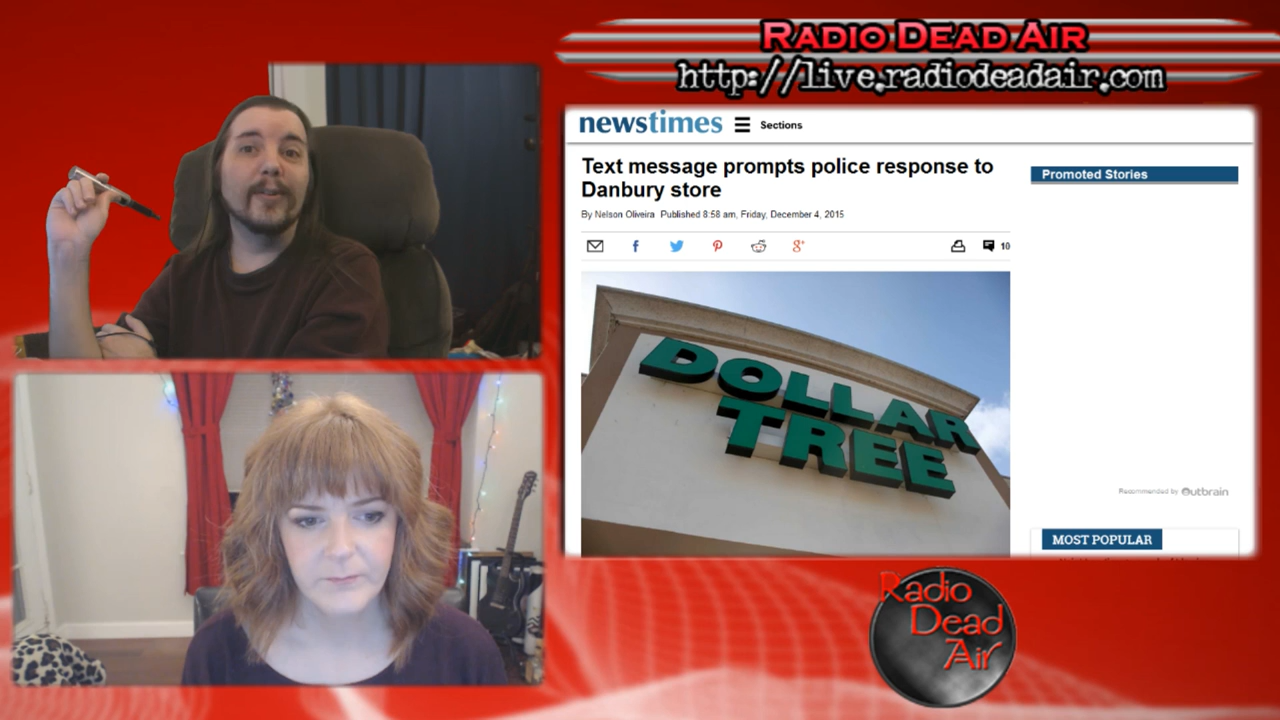 RADIO DEAD AIR
http://live.radiodeadair.com
newstimes
Sections
Text message prompts police response to
Danbury store
By Nelson Oliveira Published 8:58 am, Friday, December 4, 2015
f
8+
10
Promoted Stories
DOLLAR
TREE
Recommended by Outbrain
MOST POPULAR
Radio
Dead
Air